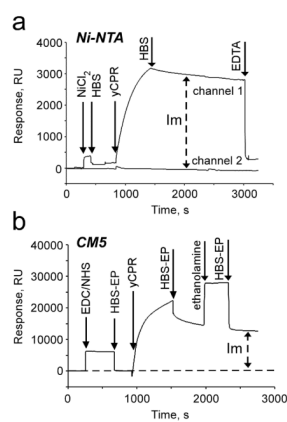 a
Ni-NTA
Response, RU
5000
4000
3000
2000
1000
0
NiCl2
HBS
yCPR
HBS
EDTA
channel 1
Im
channel 2
0 1000 2000 3000
Time, s
b
CM5
Response, RU
40000
30000
20000
10000
0
EDC/NHS
HBS-EP
yCPR
HBS-EP
ethanolamine
HBS-EP
Im
0 1000 2000 3000
Time, s